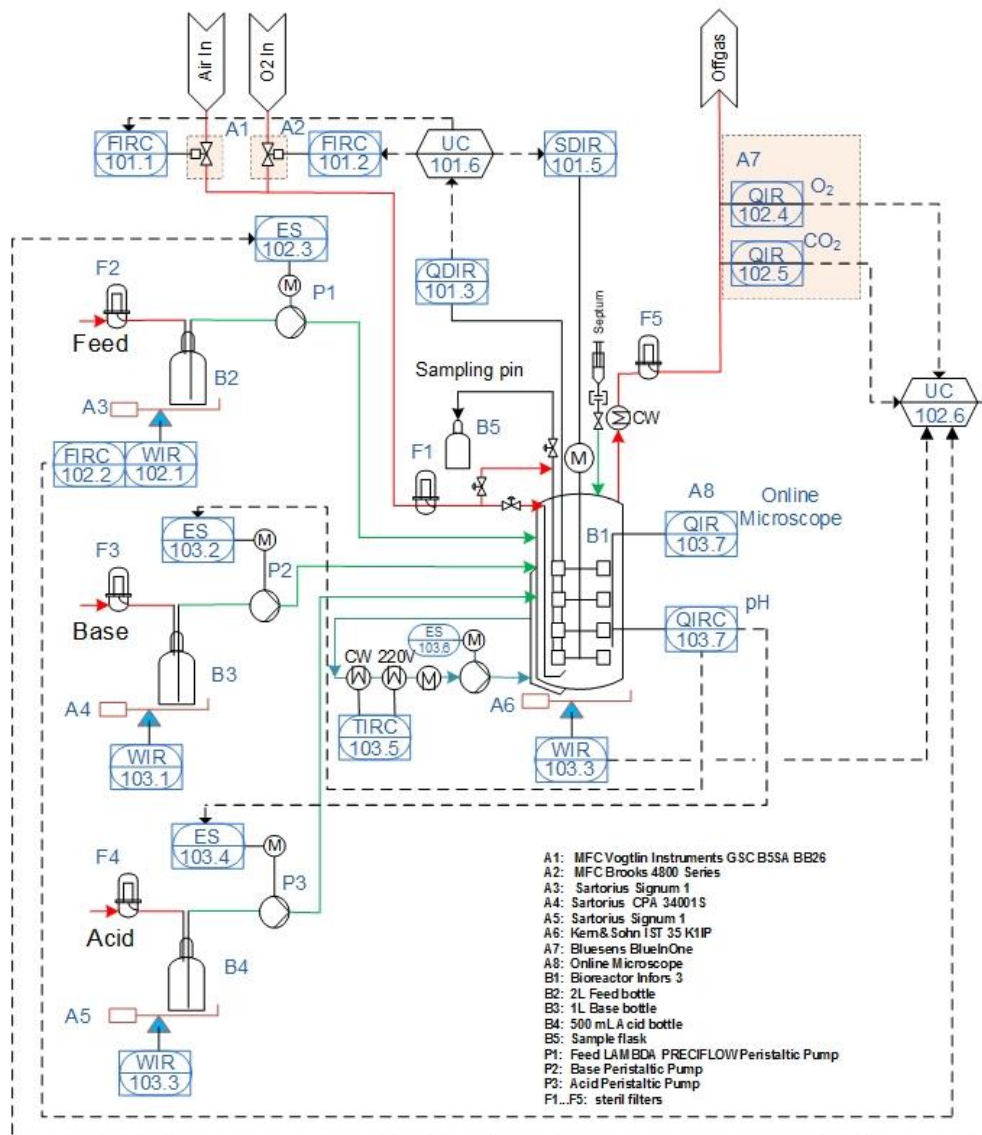 Air In
O2 In
Offgas
FIRC
101.1
A1
A2
FIRC
101.2
UC
101.6
SDIR
101.5
A7
QIR
102.4
O2
QIR
102.5
CO2
ES
102.3
M
P1
QDIR
101.3
F2
Feed
B2
A3
FIRC
102.2
WIR
102.1
Septum
F5
CW
UC
102.6
Sampling pin
B5
F1
M
B1
A8
Online
Microscope
QIR
103.7
ES
103.2
M
P2
F3
Base
B3
A4
WIR
103.1
pH
QIRC
103.7
ES
103.6
M
CW
220V
M
TIRC
103.5
A6
WIR
103.3
ES
103.4
M
P3
F4
Acid
B4
A5
WIR
103.3
A1: MFC Vogtlin Instruments GSC B5SA BB26
A2: MFC Brooks 4800 Series
A3: Sartorius Signum 1
A4: Sartorius CPA 34001S
A5: Sartorius Signum 1
A6: Kern&Sohn IST 35 K1IP
A7: Bluesens BlueInOne
A8: Online Microscope
B1: Bioreactor Infors 3
B2: 2L Feed bottle
B3: 1L Base bottle
B4: 500 mL Acid bottle
B5: Sample flask
P1: Feed LAMBDA PRECIFLOW Peristaltic Pump
P2: Base Peristaltic Pump
P3: Acid Peristaltic Pump
F1...F5: steril filters